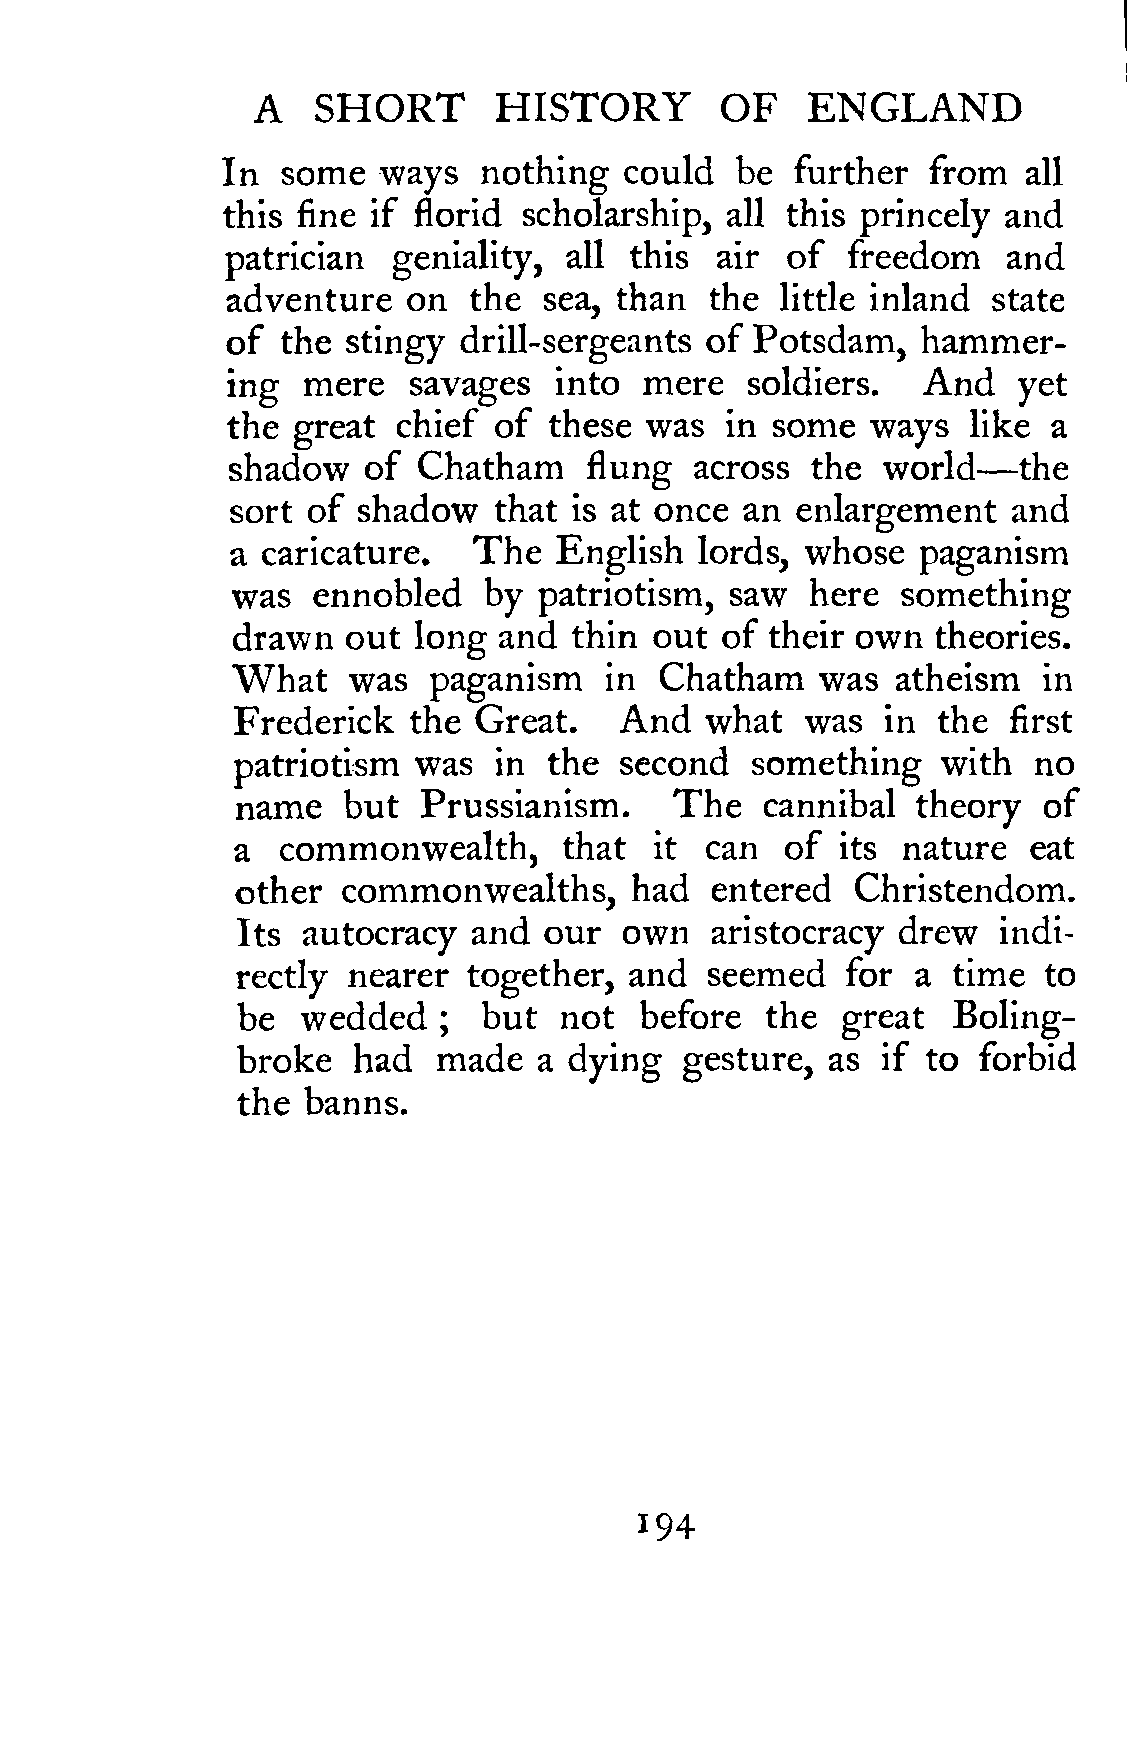 A SHORT HISTORY OF ENGLAND
In some ways nothing could be further from all
this fine if florid scholarship, all this princely and
patrician geniality, all this air of freedom and
adventure on the sea, than the little inland state
of the stingy drill-sergeants of Potsdam, hammer-
ing mere savages into mere soldiers. And yet
the great chief of these was in some ways like a
shadow of Chatham flung across the world—the
sort of shadow that is at once an enlargement and
a caricature. The English lords, whose paganism
was ennobled by patriotism, saw here something
drawn out long and thin out of their own theories.
What was paganism in Chatham was atheism in
Frederick the Great. And what was in the first
patriotism was in the second something with no
name but Prussianism. The cannibal theory of
a commonwealth, that it can of its nature eat
other commonwealths, had entered Christendom.
Its autocracy and our own aristocracy drew indi-
rectly nearer together, and seemed for a time to
be wedded ; but not before the great Boling-
broke had made a dying gesture, as if to forbid
the banns.
194